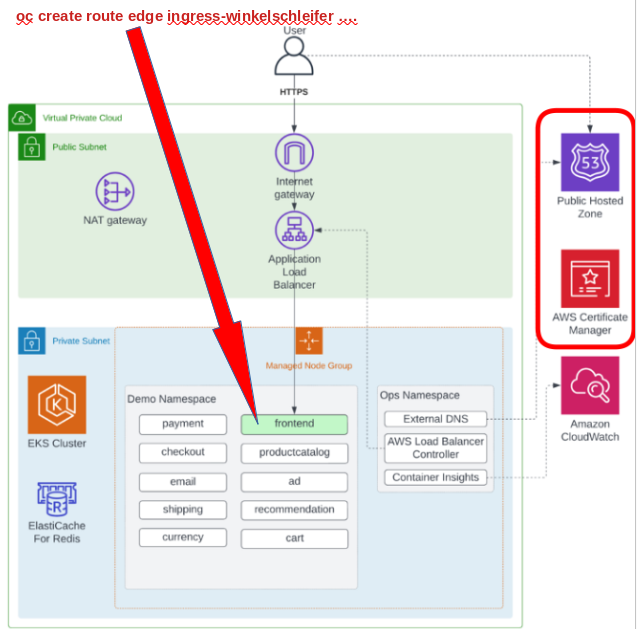 oc create route edge ingress-winkelschleifer ....
User
HTTPS
Virtual Private Cloud
Public Subnet
NAT gateway
Internet
gateway
Application
Load
Balancer
53
Public Hosted
Zone
AWS Certificate
Manager
Private Subnet
Managed Node Group
K
EKS Cluster
R
ElastiCache
For Redis
Demo Namespace
payment
frontend
checkout
productcatalog
email
ad
shipping
recommendation
currency
cart
Ops Namespace
External DNS
AWS Load Balancer
Controller
Container Insights
Amazon
CloudWatch